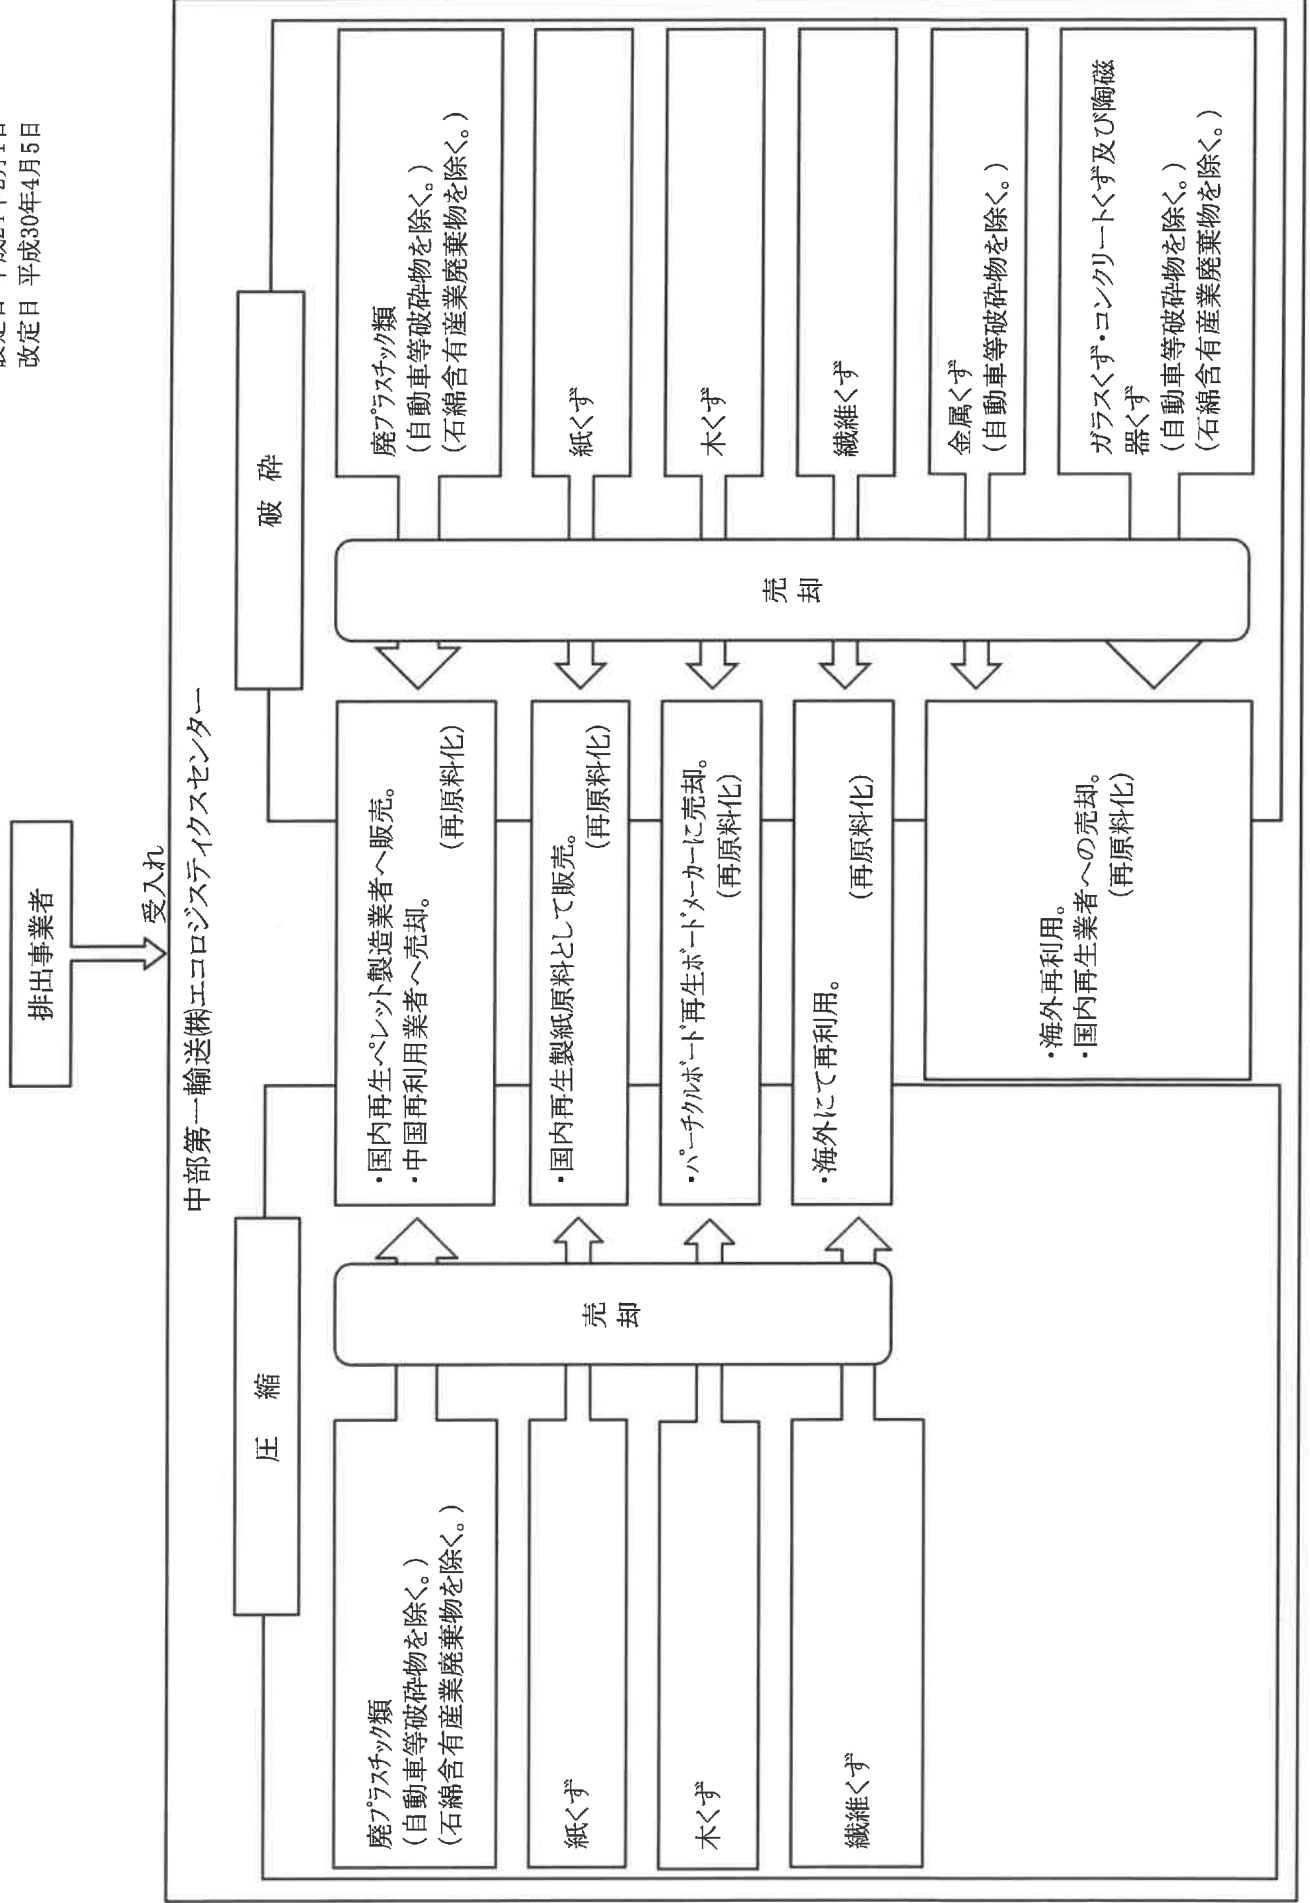 改定日 平成30年4月5日
排出事業者
受入れ
中部第一輸送(株)エコロジスティクスセンター
圧 縮
破 砕
廃プラスチック類
(自動車等破砕物を除く。)
(石綿含有産業廃棄物を除く。)
紙くず
木くず
繊維くず
売
却
・国内再生ペレット製造業者へ販売。
・中国再利用業者へ売却。
(再原料化)
・国内再生製紙原料として販売。
(再原料化)
・パーチクルボード再生ボードメーカーに売却。
(再原料化)
・海外にて再利用。
(再原料化)
・海外再利用。
・国内再生業者への売却。
(再原料化)
売
却
廃プラスチック類
(自動車等破砕物を除く。)
(石綿含有産業廃棄物を除く。)
紙くず
木くず
繊維くず
金属くず
(自動車等破砕物を除く。)
ガラスくず・コンクリートくず及び陶磁
器くず
(自動車等破砕物を除く。)
(石綿含有産業廃棄物を除く。)